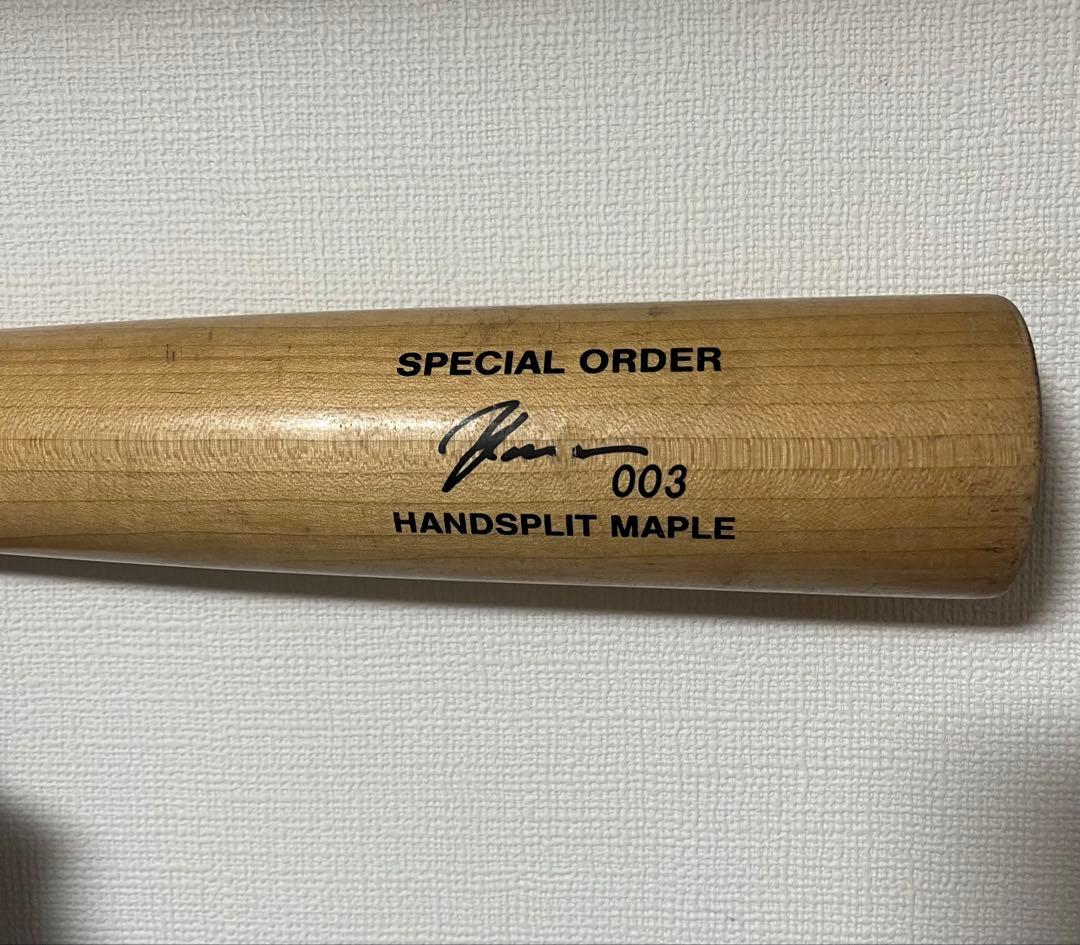 SPECIAL ORDER
003
HANDSPLIT MAPLE